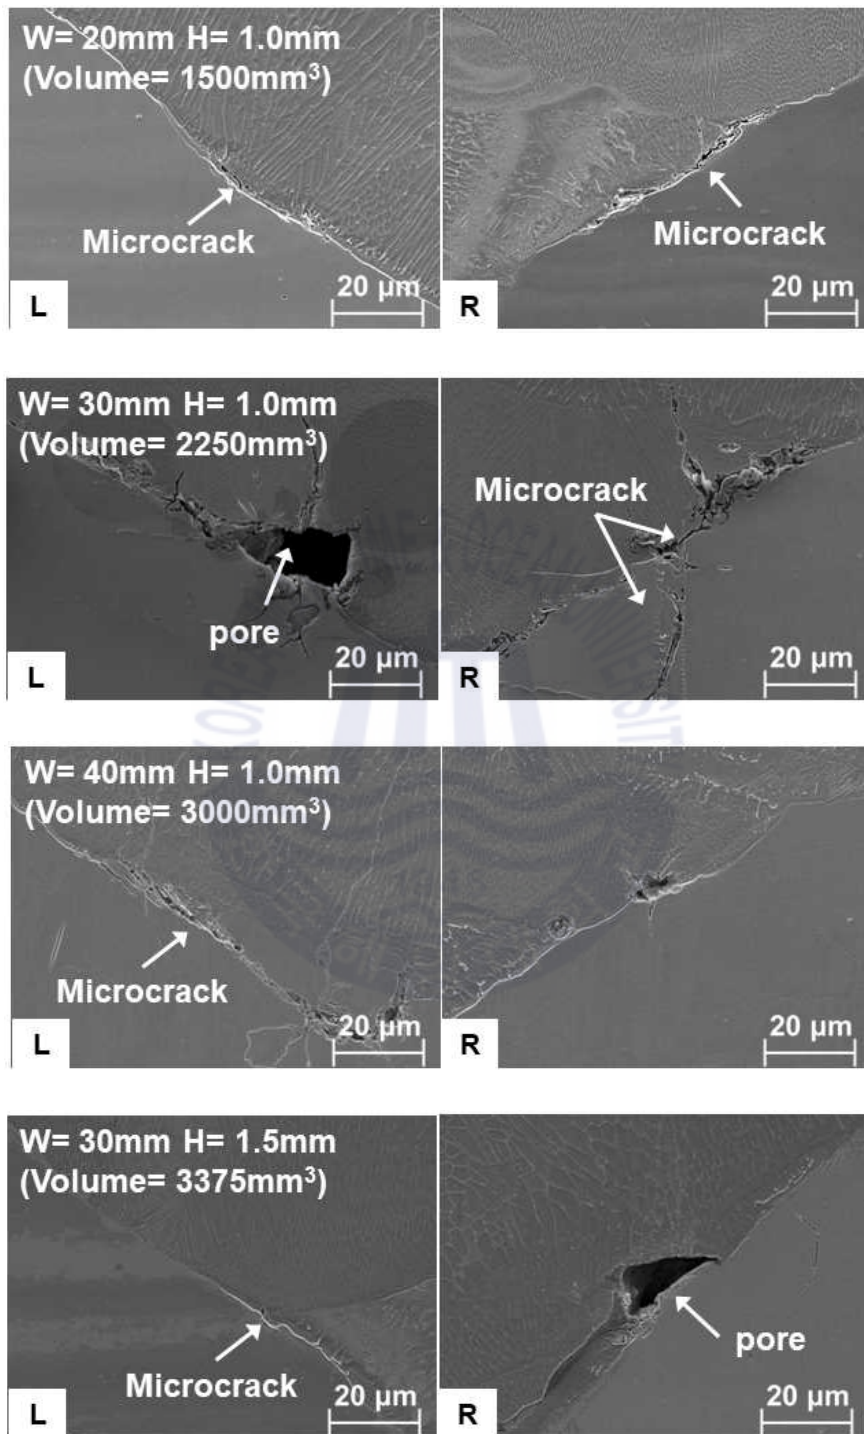 W= 20mm H= 1.0mm
(Volume= 1500mm³)
Microcrack
20 µm
L
Microcrack
20 µm
R
W= 30mm H= 1.0mm
(Volume= 2250mm³)
pore
20 µm
L
Microcrack
20 µm
R
W= 40mm H= 1.0mm
(Volume= 3000mm³)
Microcrack
20 µm
L
20 µm
R
W= 30mm H= 1.5mm
(Volume= 3375mm³)
Microcrack
20 µm
L
pore
20 µm
R